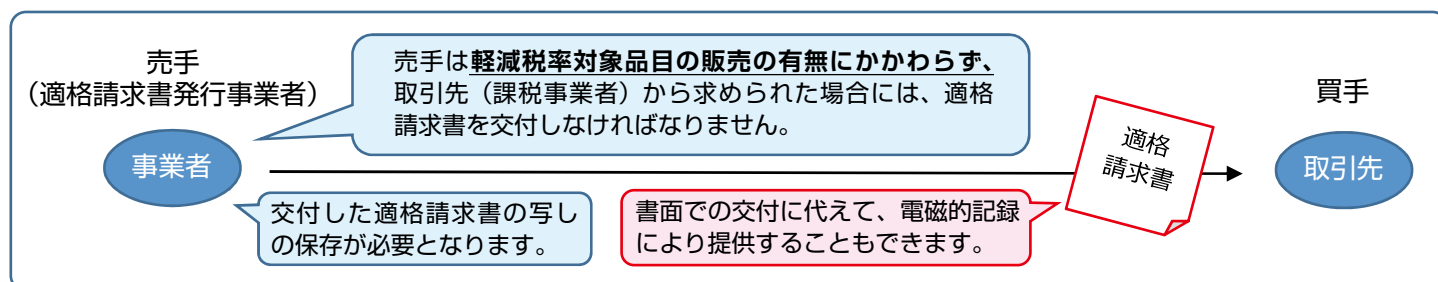 売手
（適格請求書発行事業者）
事業者
売手は軽減税率対象品目の販売の有無にかかわらず、
取引先（課税事業者）から求められた場合には、適格
請求書を交付しなければなりません。
交付した適格請求書の写し
の保存が必要となります。
書面での交付に代えて、電磁的記録
により提供することもできます。
適格
請求書
買手
取引先